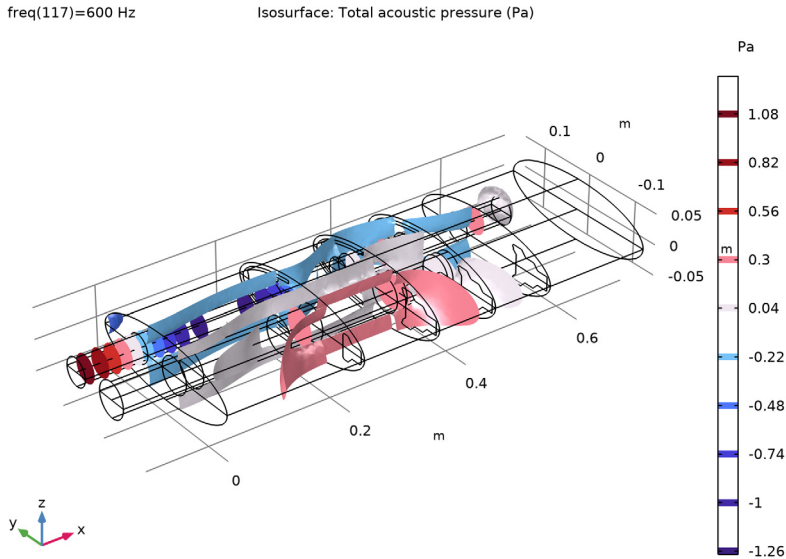 freq(117)=600 Hz
Isosurface: Total acoustic pressure (Pa)
Pa
1.08
0.82
0.56
m
0.3
0.04
-0.22
-0.48
-0.74
-1
-1.26
0.1
m
0
-0.1
0.05
0
-0.05
0.6
0.4
m
0.2
0
z
y
x